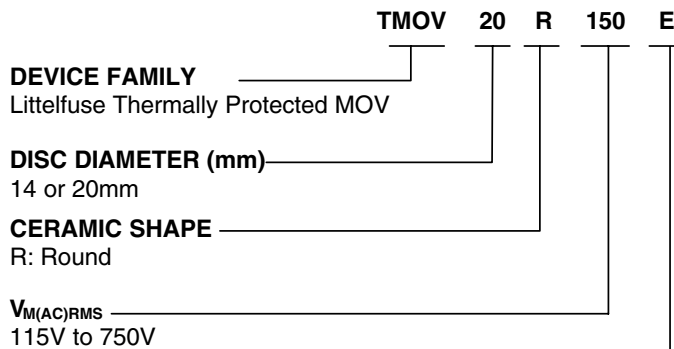 TMOV 20 R 150 E
DEVICE FAMILY
Littelfuse Thermally Protected MOV
DISC DIAMETER (mm)
14 or 20mm
CERAMIC SHAPE
R: Round
VM(AC)RMS
115V to 750V